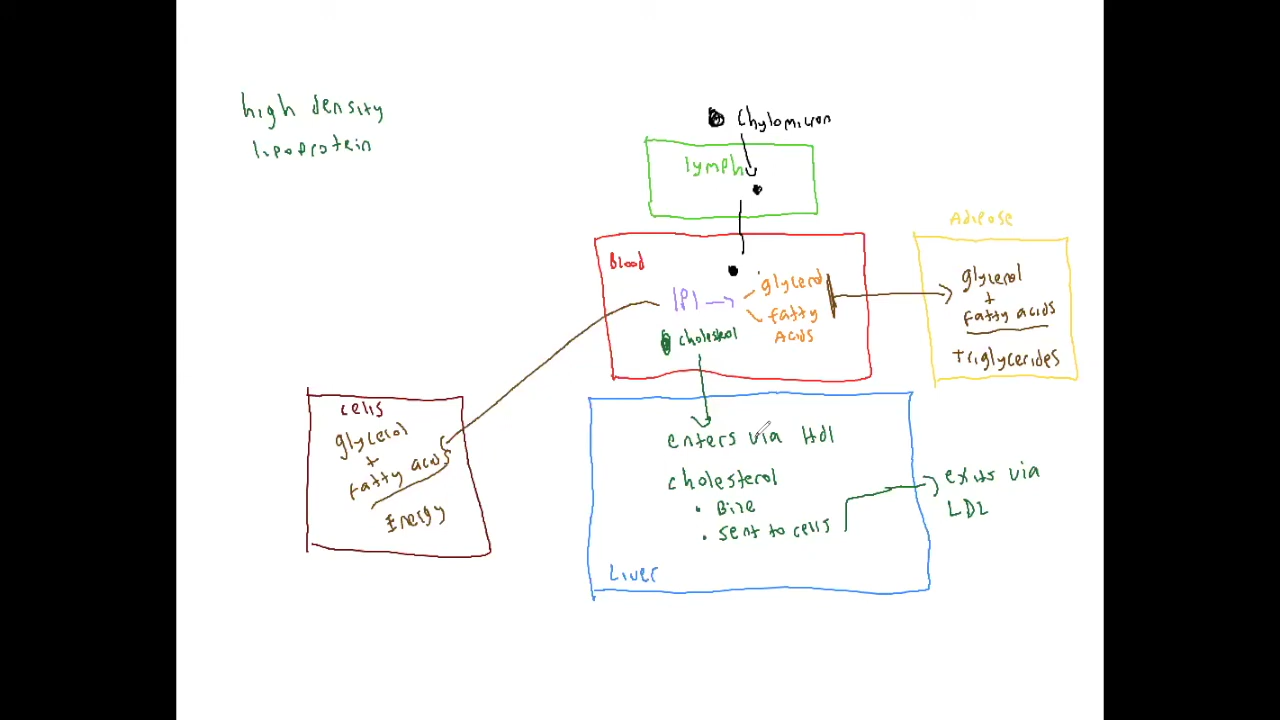 high density
lipoprotein
Chylomicron
lymph
Blood
lpl
glycerol
fatty
Acids
cholesterol
Adipose
glycerol
+
fatty acids
triglycerides
cells
glycerol
+
fatty acids
Energy
enters via Hdl
cholesterol
• Bile
• sent to cells
exits via
LDL
Liver